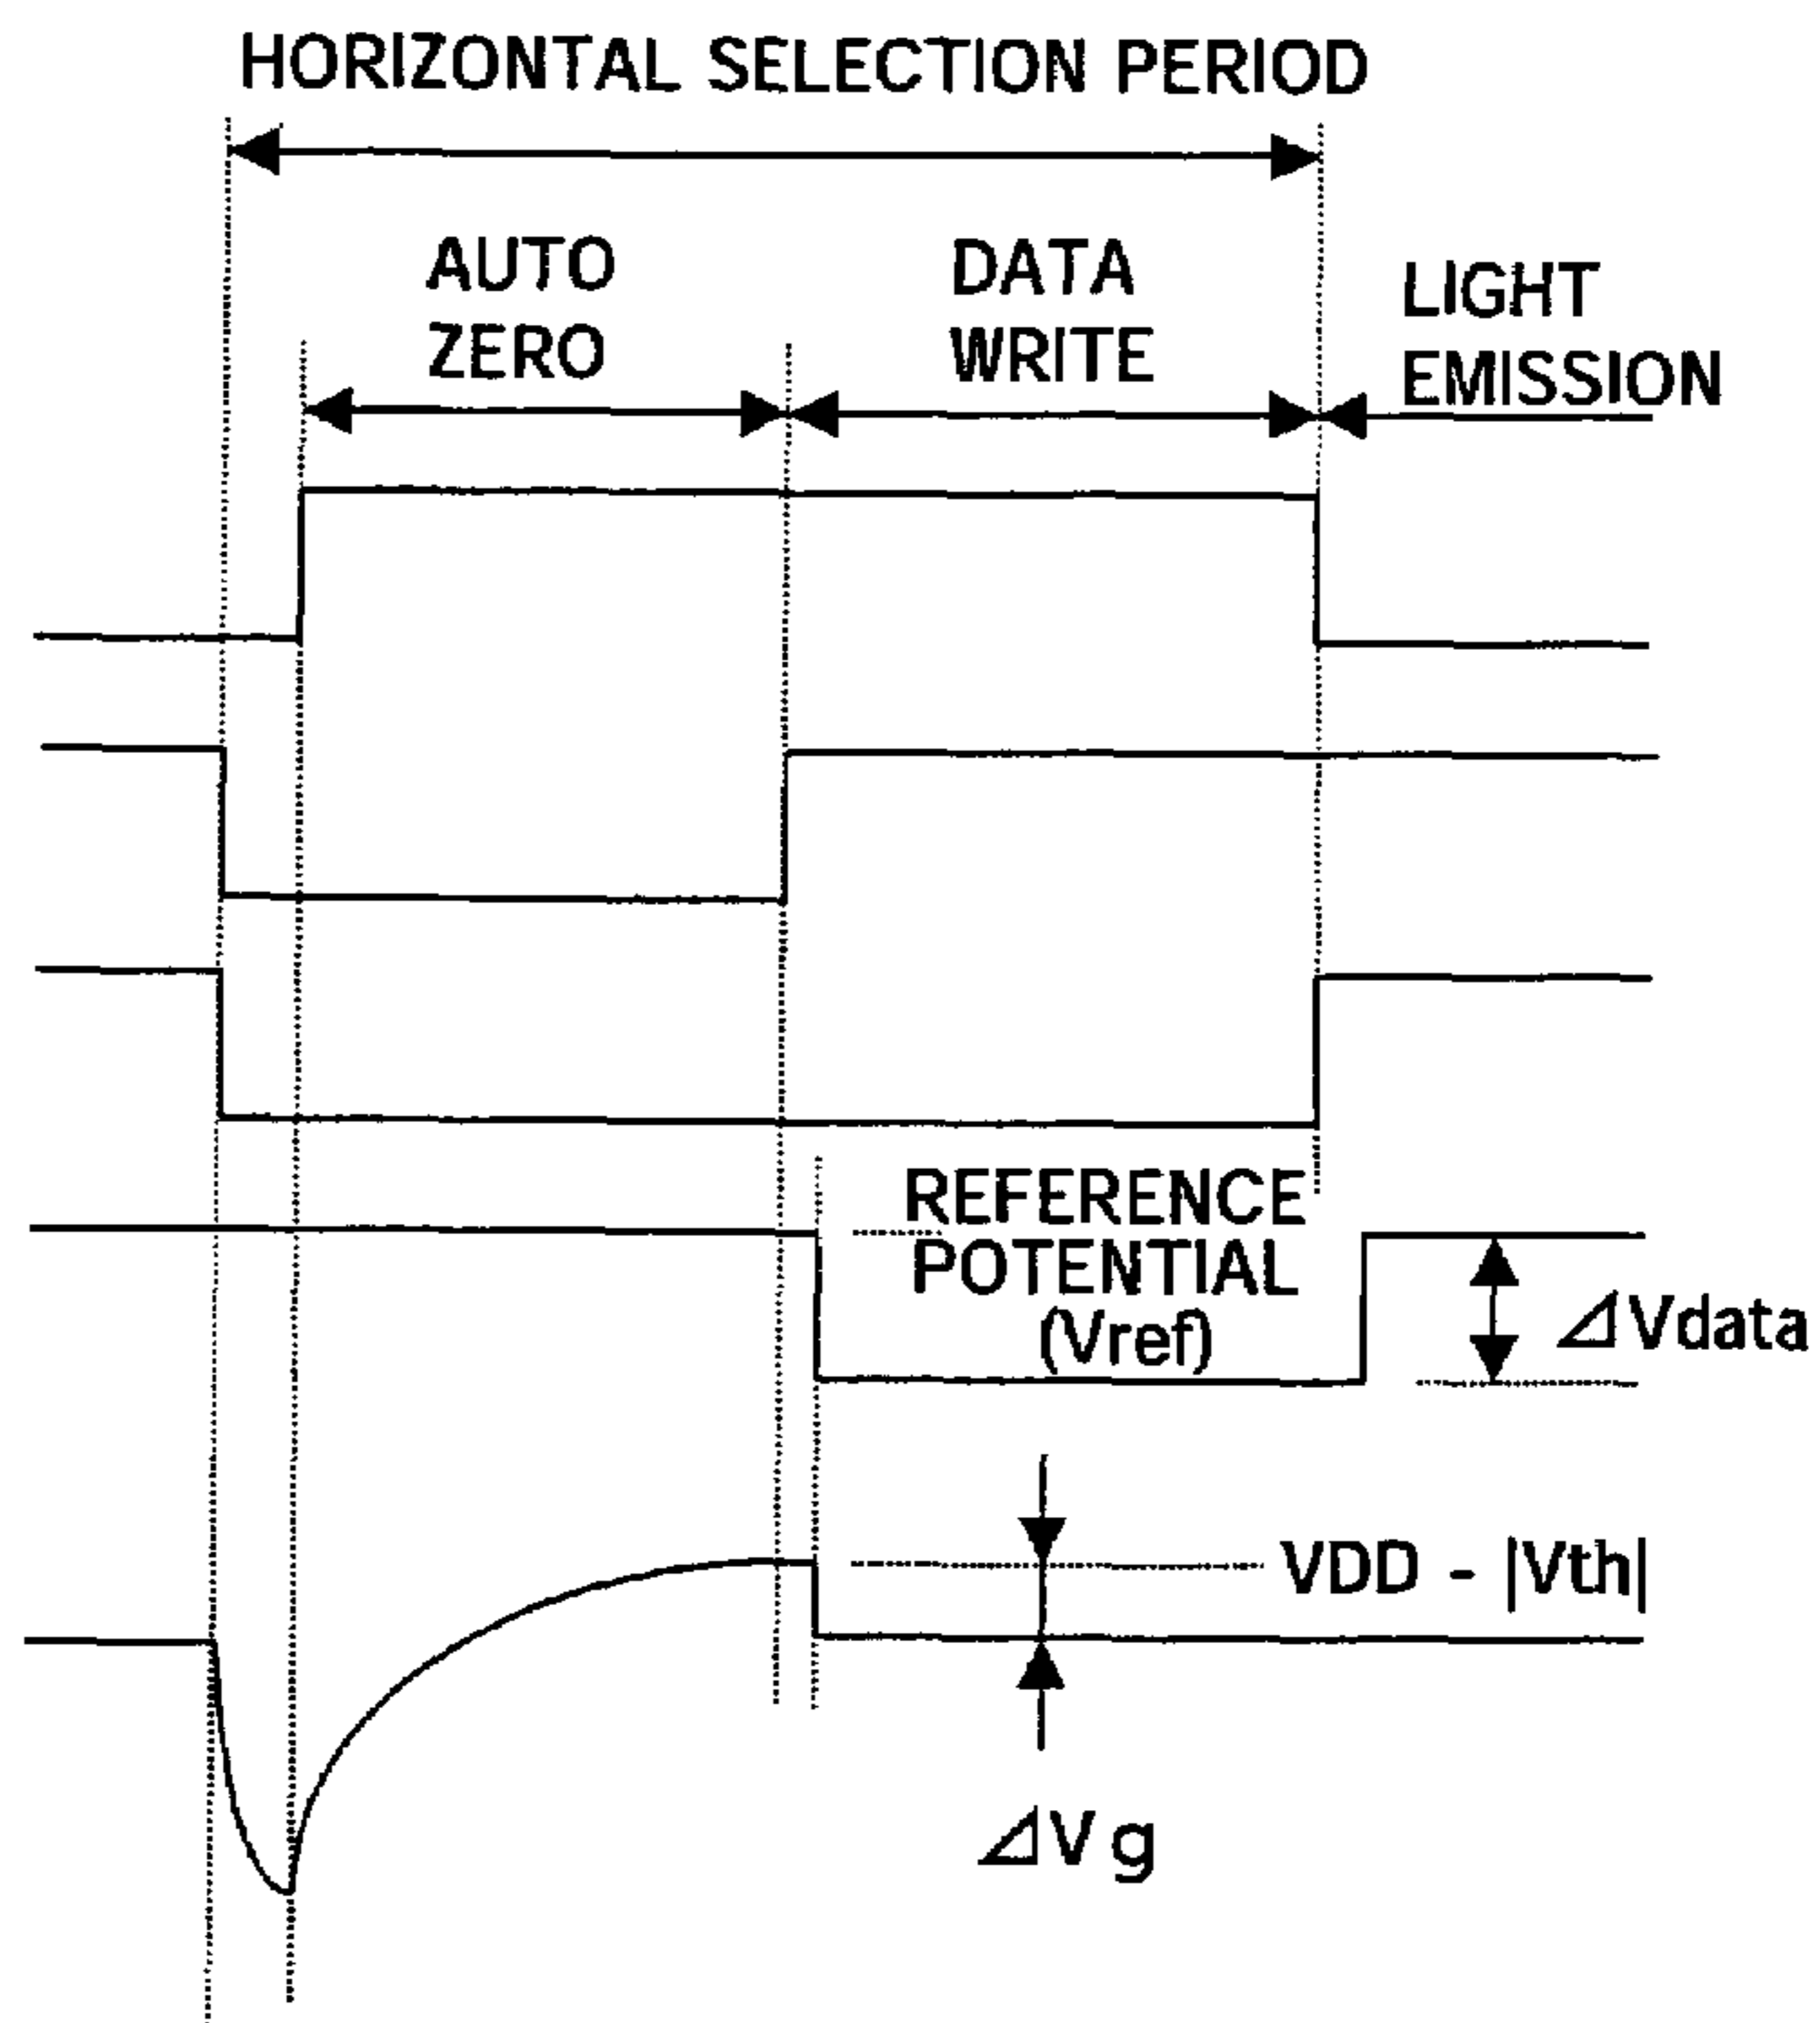 HORIZONTAL SELECTION PERIOD
AUTO
ZERO
DATA
WRITE
LIGHT
EMISSION
REFERENCE
POTENTIAL
(Vref)
⊿Vdata
VDD - |Vth|
⊿Vg